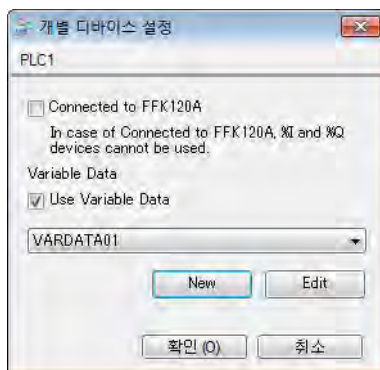 개별 디바이스 설정
PLC1
Connected to FFK120A
In case of Connected to FFK120A, %I and %Q
devices cannot be used.
Variable Data
Use Variable Data
VARDATA01
New Edit
확인 (O) 취소